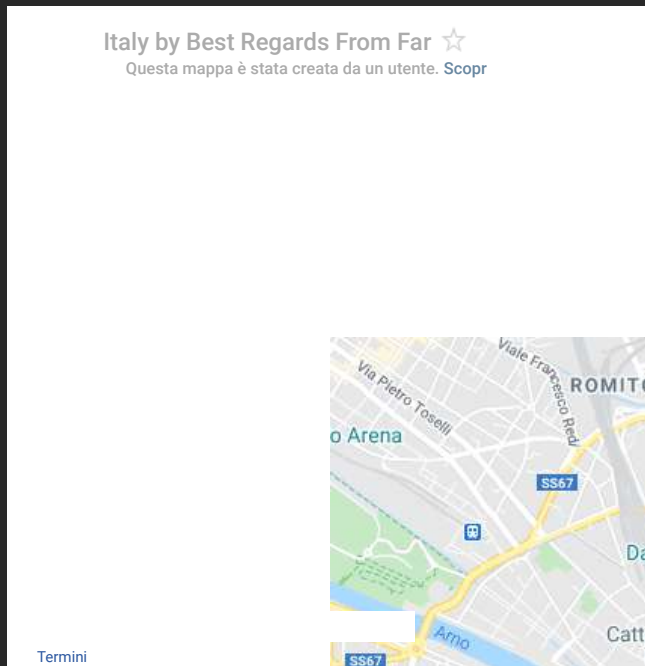 Italy by Best Regards From Far
Questa mappa è stata creata da un utente. Scopr
Viale Francesco Redi
Via Pietro Toselli
ROMITO
o Arena
SS67
Da
Catt
Arno
SS67
Termini